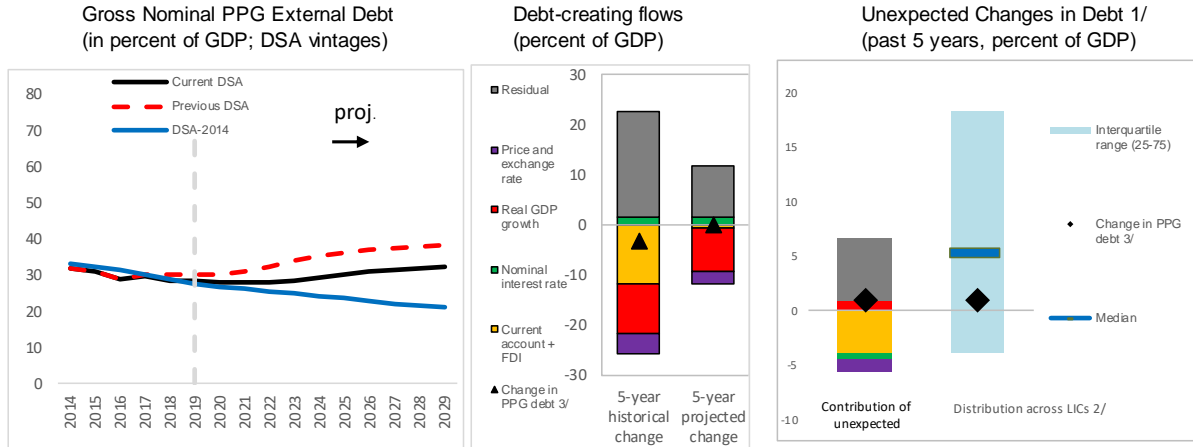 Gross Nominal PPG External Debt
(in percent of GDP; DSA vintages)
Current DSA
Previous DSA
DSA-2014
proj.
80
70
60
50
40
30
20
10
0
2014
2015
2016
2017
2018
2019
2020
2021
2022
2023
2024
2025
2026
2027
2028
2029
Debt-creating flows
(percent of GDP)
Residual
Price and
exchange
rate
Real GDP
growth
Nominal
interest rate
Current
account +
FDI
Change in
PPG debt 3/
30
20
10
0
-10
-20
-30
5-year
historical
change
5-year
projected
change
Unexpected Changes in Debt 1/
(past 5 years, percent of GDP)
20
15
10
5
0
-5
-10
Interquartile
range (25-75)
Change in PPG
debt 3/
Median
Contribution of
unexpected
Distribution across LICs 2/